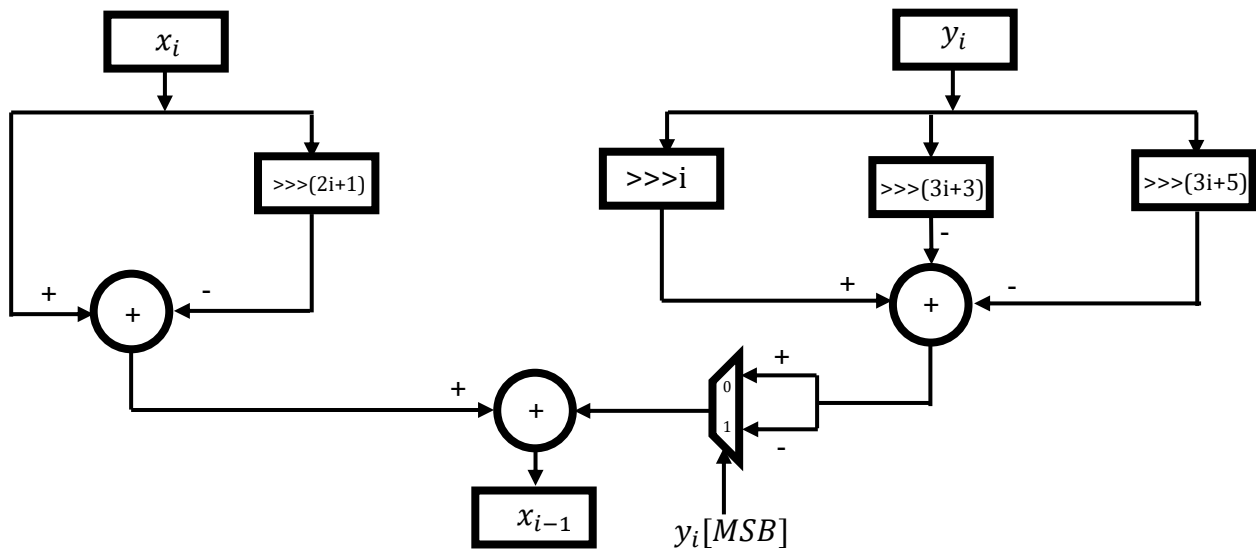 x_i
y_i
>>>(2i+1)
>>>i
>>>(3i+3)
>>>(3i+5)
-
+
-
+
-
+
+
+
+
0
+
1
-
x_{i-1}
y_i[MSB]